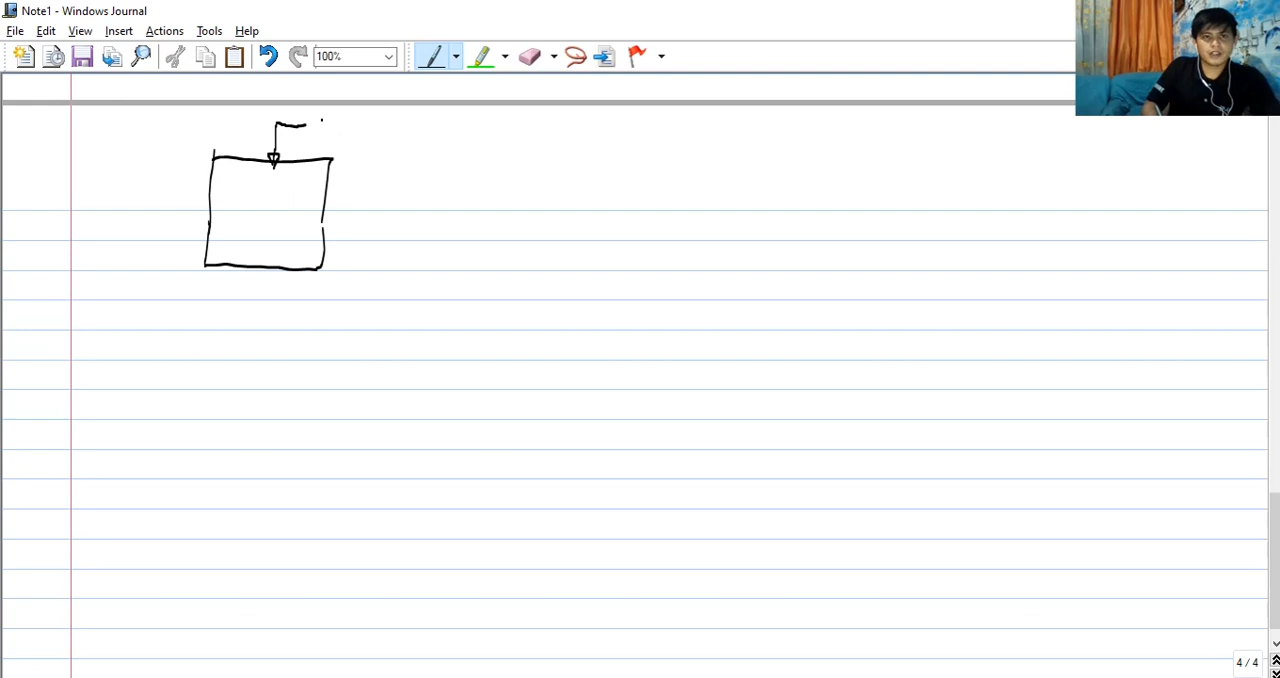 Note1 - Windows Journal
File Edit View Insert Actions Tools Help
100%
4 / 4